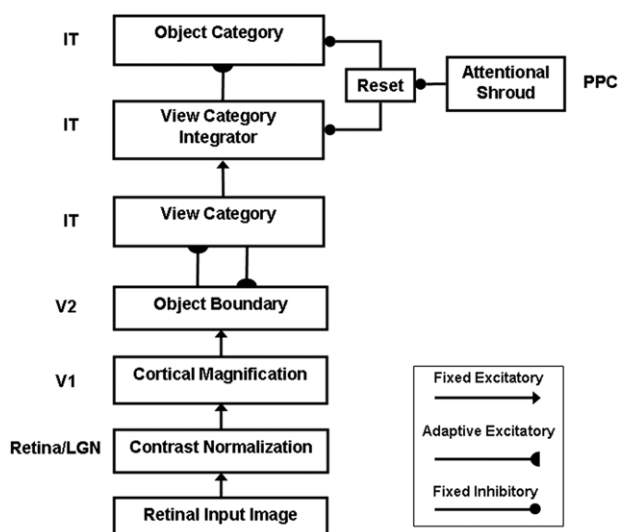 IT
Object Category
Reset
Attentional
Shroud
PPC
IT
View Category
Integrator
IT
View Category
V2
Object Boundary
V1
Cortical Magnification
Retina/LGN
Contrast Normalization
Retinal Input Image
Fixed Excitatory
Adaptive Excitatory
Fixed Inhibitory